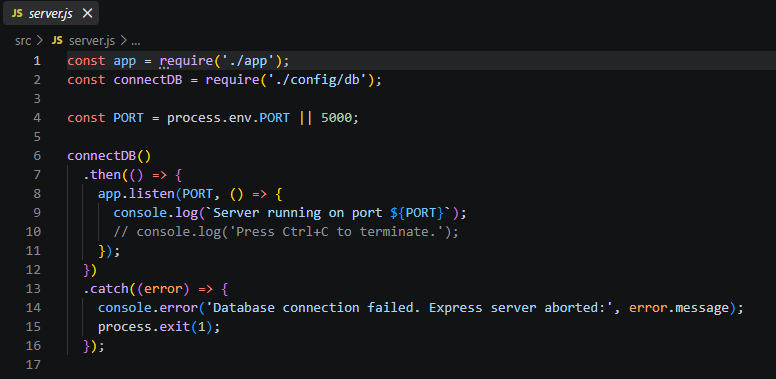 JS server.js ×
src > JS server.js > ...
1 const app = require('./app');
2 const connectDB = require('./config/db');
3
4 const PORT = process.env.PORT || 5000;
5
6 connectDB()
7   .then(() => {
8     app.listen(PORT, () => {
9       console.log(`Server running on port ${PORT}`);
10       // console.log('Press Ctrl+C to terminate.');
11     });
12   })
13   .catch((error) => {
14     console.error('Database connection failed. Express server aborted:', error.message);
15     process.exit(1);
16   });
17